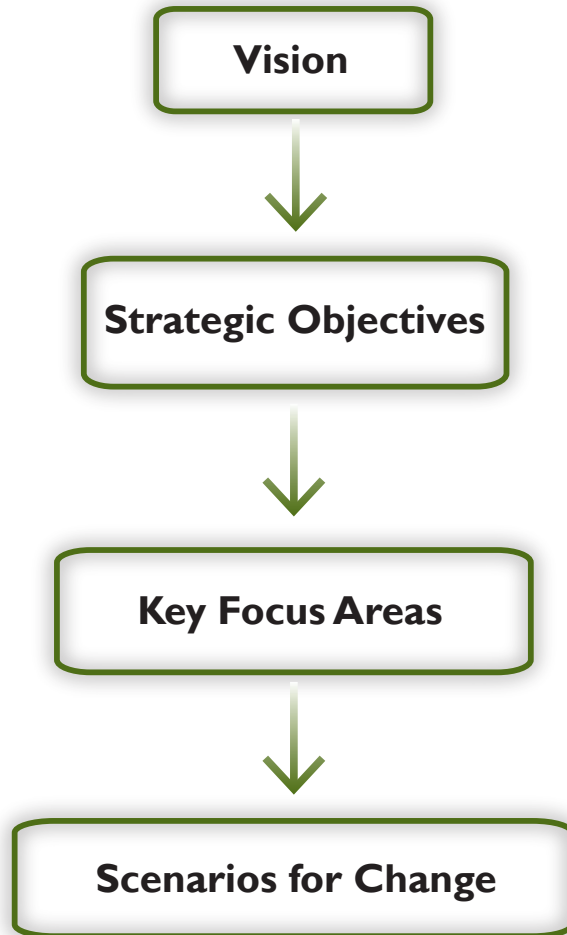 Vision
Strategic Objectives
Key Focus Areas
Scenarios for Change